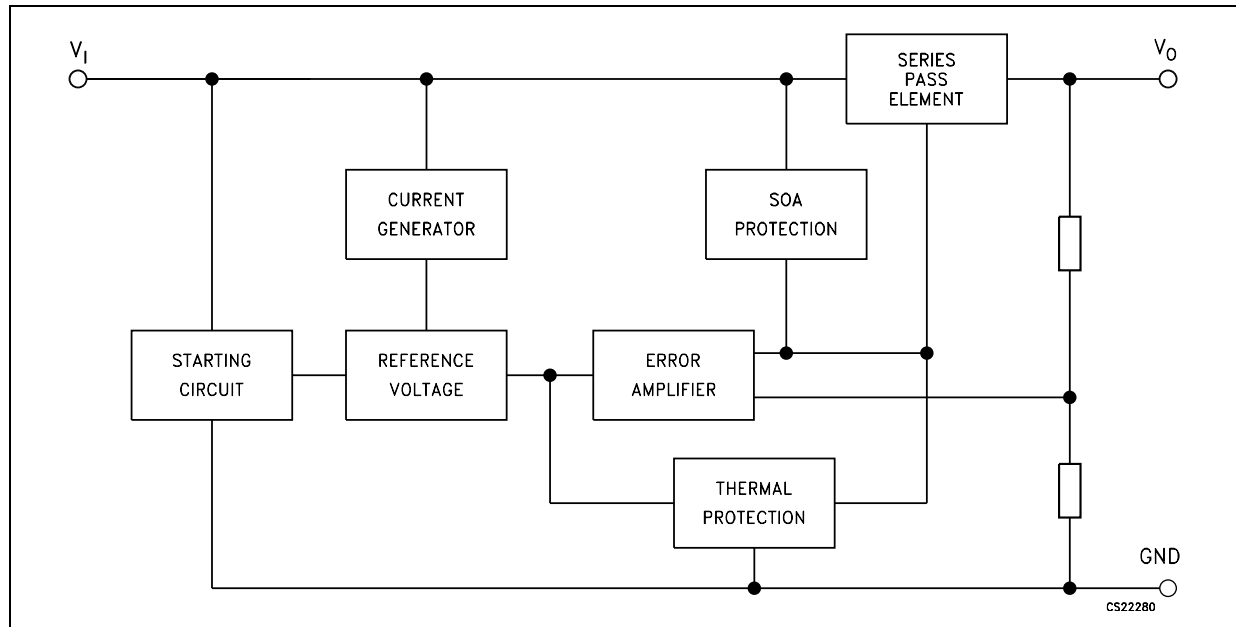 V_I
V_O
SERIES
PASS
ELEMENT
CURRENT
GENERATOR
SOA
PROTECTION
STARTING
CIRCUIT
REFERENCE
VOLTAGE
ERROR
AMPLIFIER
THERMAL
PROTECTION
GND
CS22280